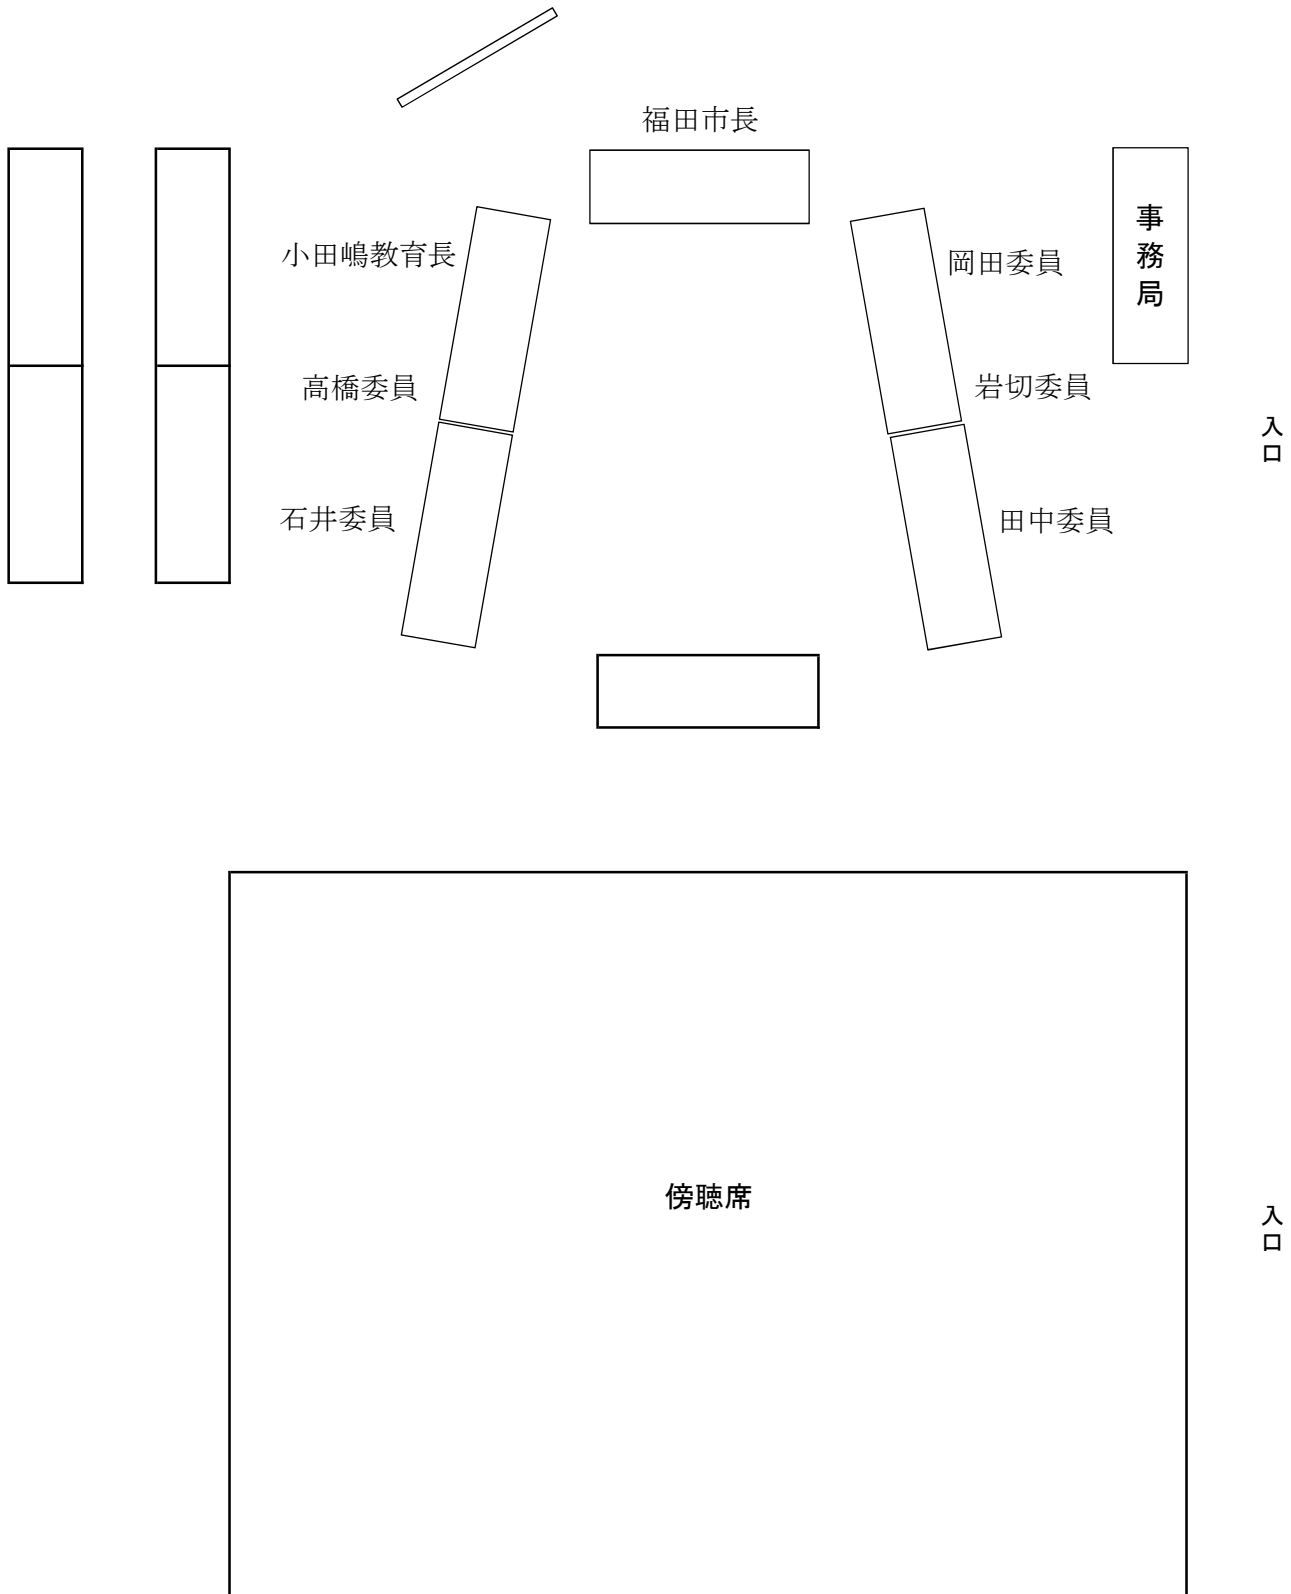 福田市長
事務局
小田嶋教育長
岡田委員
高橋委員
岩切委員
入口
石井委員
田中委員
傍聴席
入口